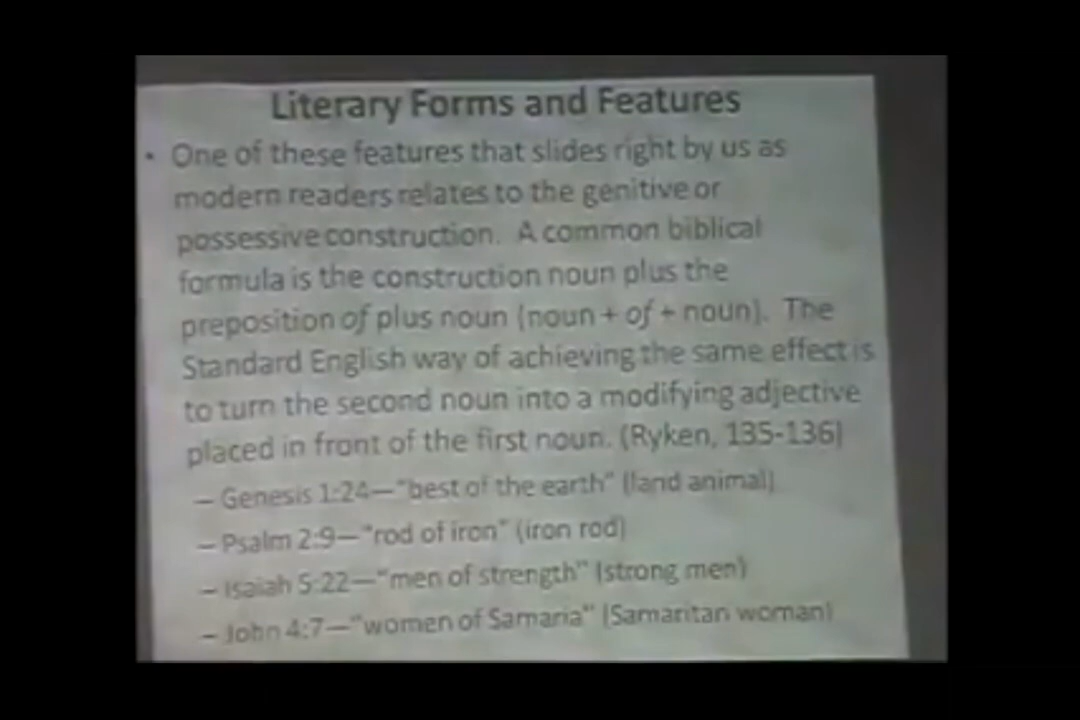 Literary Forms and Features
• One of these features that slides right by us as
modern readers relates to the genitive or
possessive construction. A common biblical
formula is the construction noun plus the
preposition of plus noun (noun + of + noun). The
Standard English way of achieving the same effect is
to turn the second noun into a modifying adjective
placed in front of the first noun. (Ryken, 135-136)
– Genesis 1:24—"best of the earth" (land animal)
– Psalm 2:9—"rod of iron" (iron rod)
– Isaiah 5:22—"men of strength" (strong men)
– John 4:7—"women of Samaria" (Samaritan woman)